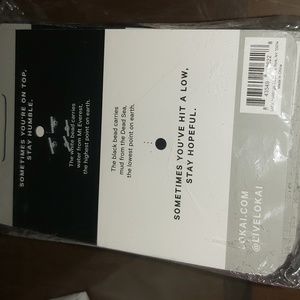 SOMETIMES YOU'RE ON TOP,
STAY HUMBLE.
The white bead carries
water from Mt Everest,
the highest point on earth.
The black bead carries
mud from the Dead Sea,
the lowest point on earth.
SOMETIMES YOU'VE HIT A LOW,
STAY HOPEFUL.
LOKAI.COM
@LIVELOKAI